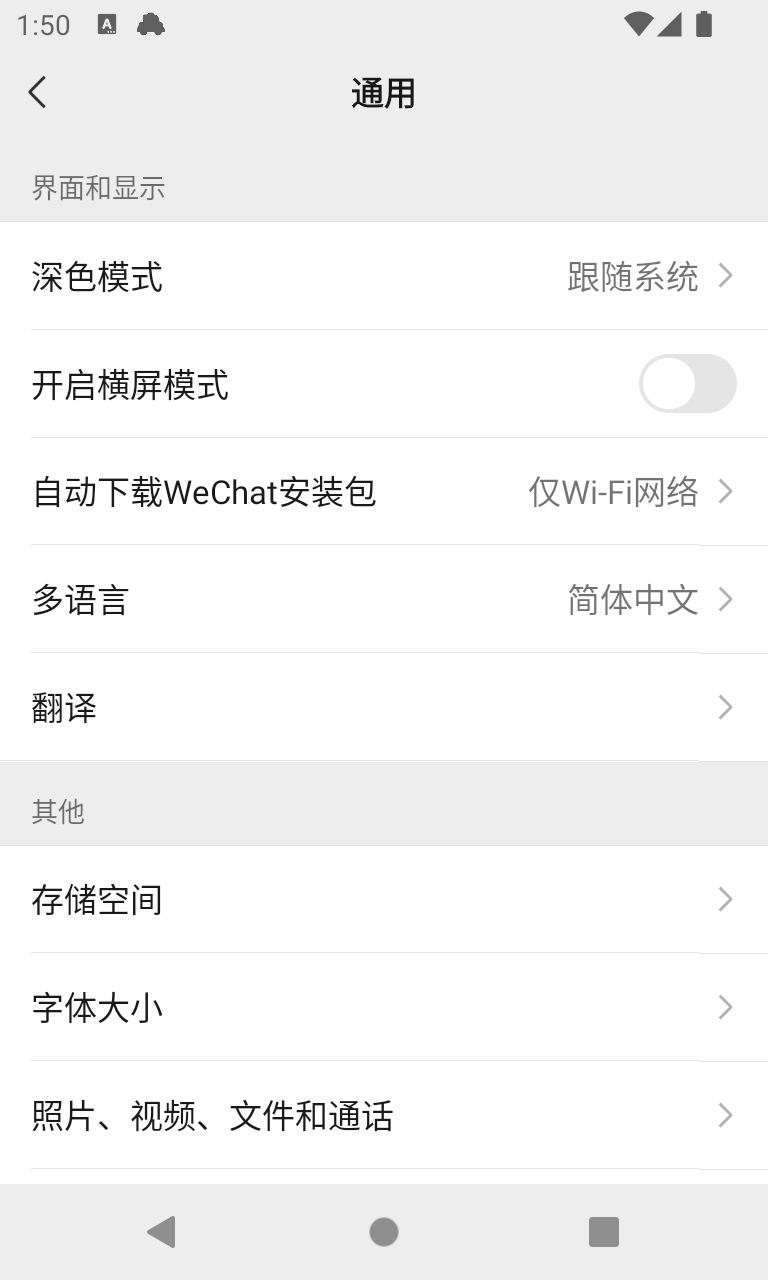 1:50
通用
界面和显示
深色模式 跟随系统
开启横屏模式
自动下载WeChat安装包 仅Wi-Fi网络
多语言 简体中文
翻译
其他
存储空间
字体大小
照片、视频、文件和通话